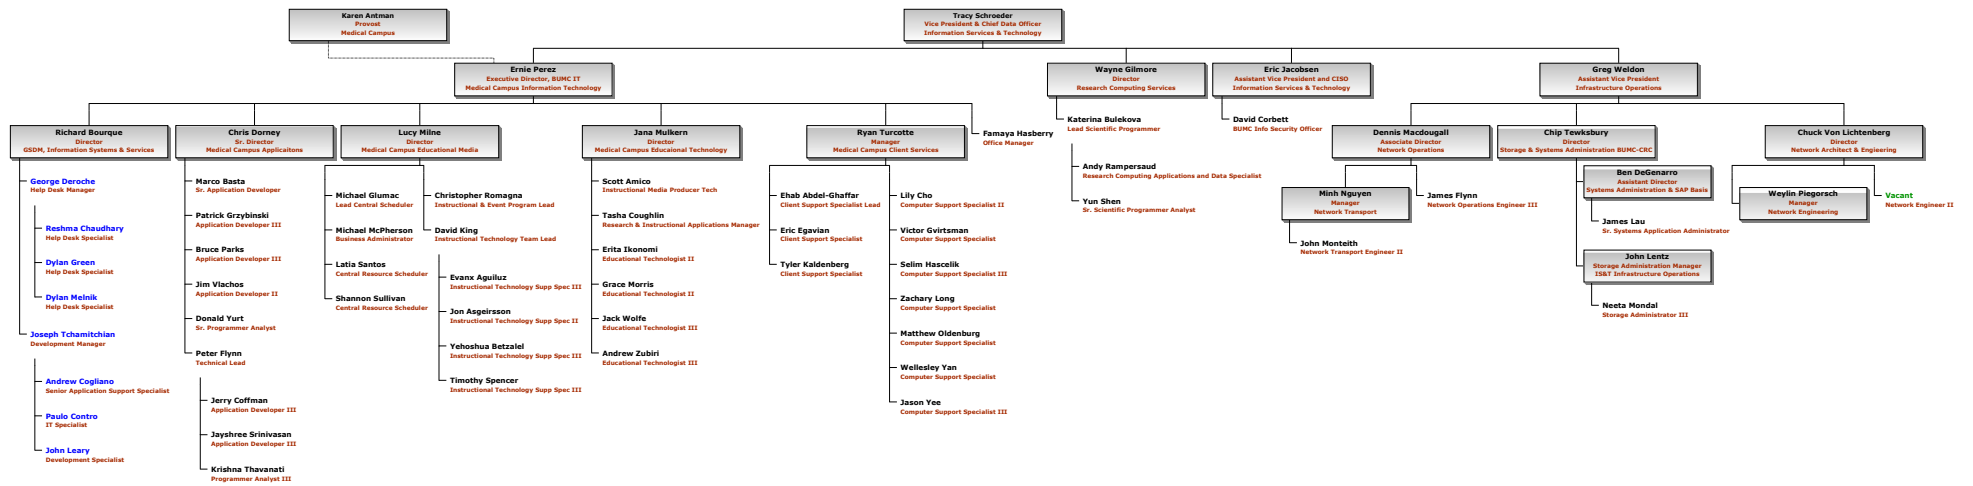 Karen Antman
Provost
Medical Campus
Tracy Schroeder
Vice President & Chief Data Officer
Information Services & Technology
Ernie Perez
Executive Director, BUMC IT
Medical Campus Information Technology
Wayne Gilmore
Director
Research Computing Services
Eric Jacobsen
Assistant Vice President and CISO
Information Services & Technology
Greg Weldon
Assistant Vice President
Infrastructure Operations
Richard Bourque
Director
GSDM, Information Systems & Services
George Deroche
Help Desk Manager
Reshma Chaudhary
Help Desk Specialist
Dylan Green
Help Desk Specialist
Dylan Melnik
Help Desk Specialist
Joseph Tchamitchian
Development Manager
Andrew Cogliano
Senior Application Support Specialist
Paulo Contro
IT Specialist
John Leary
Development Specialist
Chris Dorney
Sr. Director
Medical Campus Applicaitons
Marco Basta
Sr. Application Developer
Patrick Grzybinski
Application Developer III
Bruce Parks
Application Developer III
Jim Vlachos
Application Developer II
Donald Yurt
Sr. Programmer Analyst
Peter Flynn
Technical Lead
Jerry Coffman
Application Developer III
Jayshree Srinivasan
Application Developer III
Krishna Thavanati
Programmer Analyst III
Lucy Milne
Director
Medical Campus Educational Media
Michael Glumac
Lead Central Scheduler
Michael McPherson
Business Administrator
Latia Santos
Central Resource Scheduler
Shannon Sullivan
Central Resource Scheduler
Christopher Romagna
Instructional & Event Program Lead
David King
Instructional Technology Team Lead
Evanx Aguiluz
Instructional Technology Supp Spec III
Jon Asgeirsson
Instructional Technology Supp Spec II
Yehoshua Betzalel
Instructional Technology Supp Spec III
Timothy Spencer
Instructional Technology Supp Spec III
Jana Mulkern
Director
Medical Campus Educaional Technology
Scott Amico
Instructional Media Producer Tech
Tasha Coughlin
Research & Instructional Applications Manager
Erita Ikonomi
Educational Technologist II
Grace Morris
Educational Technologist II
Jack Wolfe
Educational Technologist III
Andrew Zubiri
Educational Technologist III
Ryan Turcotte
Manager
Medical Campus Client Services
Ehab Abdel-Ghaffar
Client Support Specialist Lead
Eric Egavian
Client Support Specialist
Tyler Kaldenberg
Client Support Specialist
Lily Cho
Computer Support Specialist II
Victor Gvirtsman
Computer Support Specialist
Selim Hascelik
Computer Support Specialist III
Zachary Long
Computer Support Specialist
Matthew Oldenburg
Computer Support Specialist
Wellesley Yan
Computer Support Specialist
Jason Yee
Computer Support Specialist III
Famaya Hasberry
Office Manager
Katerina Bulekova
Lead Scientific Programmer
Andy Rampersaud
Research Computing Applications and Data Specialist
Yun Shen
Sr. Scientific Programmer Analyst
David Corbett
BUMC Info Security Officer
Dennis Macdougall
Associate Director
Network Operations
Minh Nguyen
Manager
Network Transport
John Monteith
Network Transport Engineer II
James Flynn
Network Operations Engineer III
Chip Tewksbury
Director
Storage & Systems Administration BUMC-CRC
Ben DeGenarro
Assistant Director
Systems Administration & SAP Basis
James Lau
Sr. Systems Application Administrator
John Lentz
Storage Administration Manager
IS&T Infrastructure Operations
Neeta Mondal
Storage Administrator III
Chuck Von Lichtenberg
Director
Network Architect & Engieering
Weylin Piegorsch
Manager
Network Engineering
Vacant
Network Engineer II